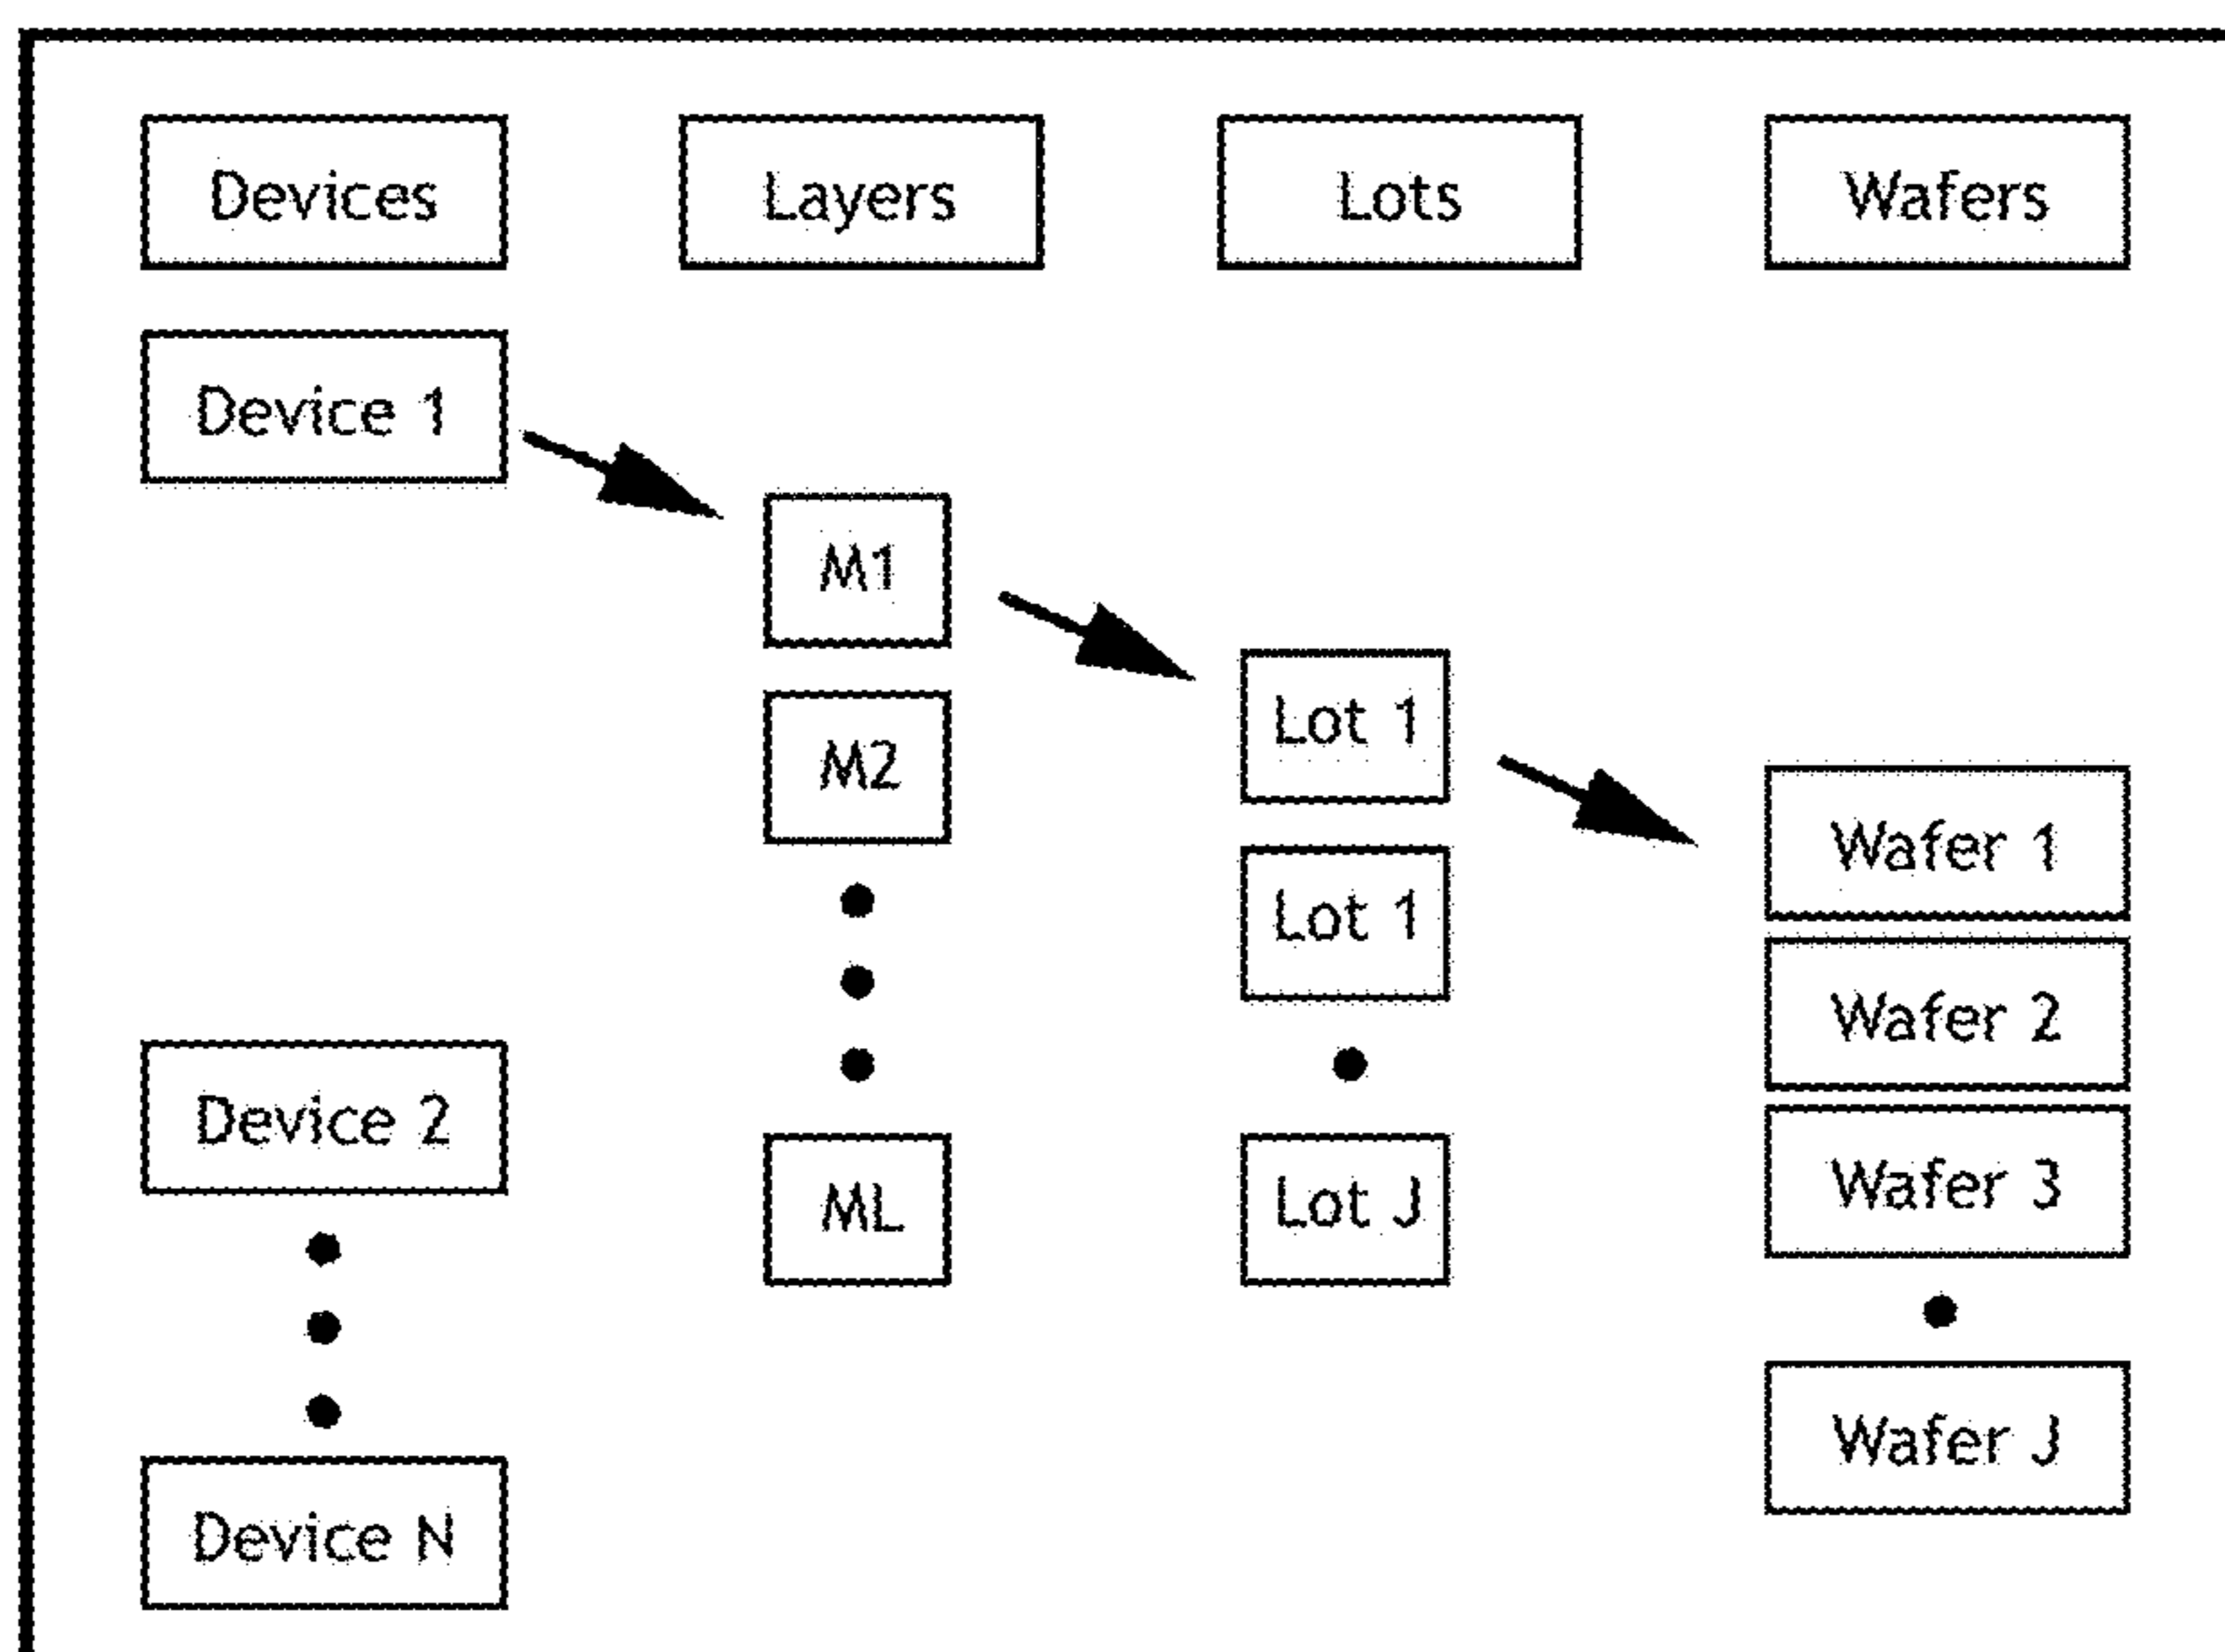 Devices
Layers
Lots
Wafers
Device 1
M1
M2
ML
Lot 1
Lot 1
Lot J
Wafer 1
Wafer 2
Wafer 3
Wafer J
Device 2
Device N